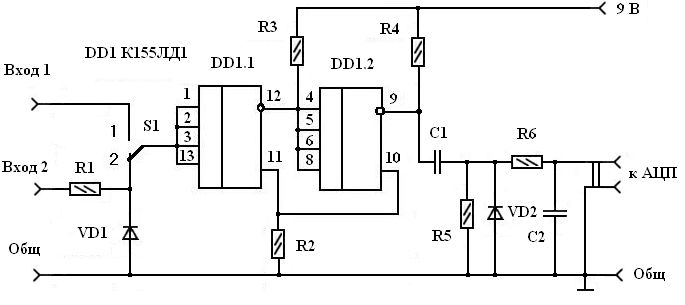 9 В
R3
R4
DD1 К155ЛД1
DD1.1
DD1.2
Вход 1
1
12
4
9
2
5
1
S1
3
6
C1
R6
2
13
8
Вход 2
R1
11
10
к АЦП
VD1
R2
R5
VD2
C2
Общ
Общ